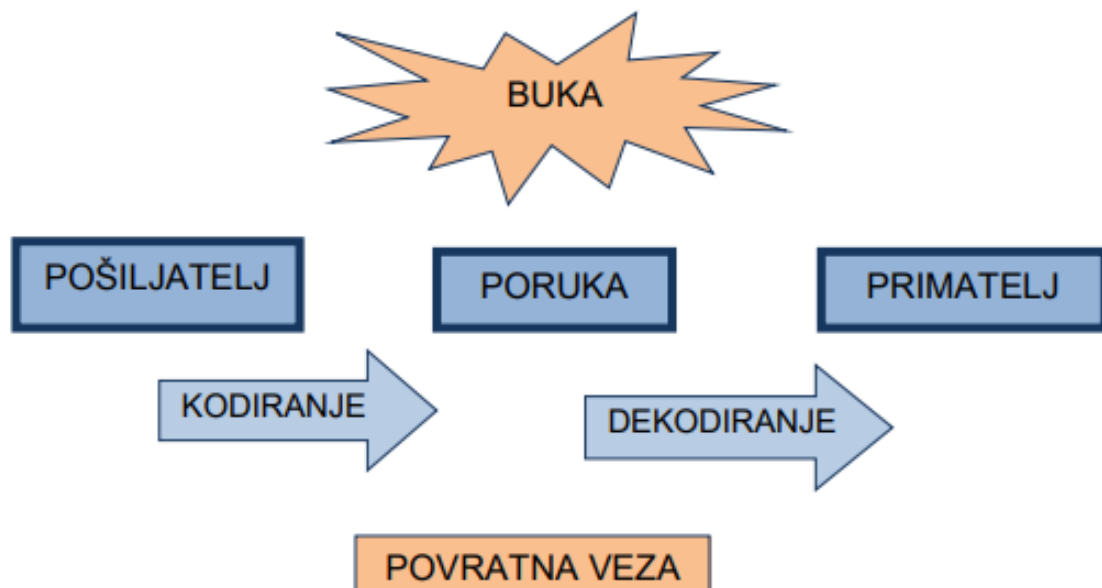 BUKA
POŠILJATELJ
PORUKA
PRIMATELJ
KODIRANJE
DEKODIRANJE
POVRATNA VEZA